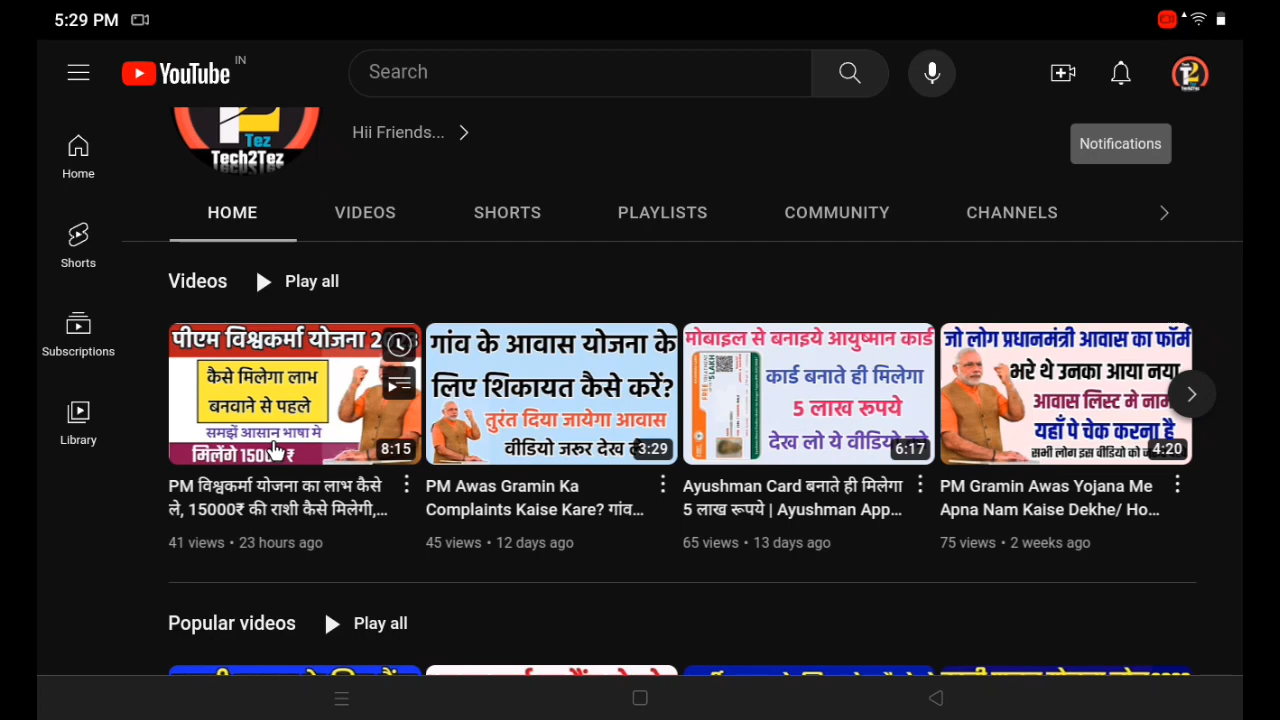 5:29 PM
YouTube IN
Search
Tez
Tech2Tez
Hii Friends...
Notifications
Home
Shorts
Subscriptions
Library
HOME VIDEOS SHORTS PLAYLISTS COMMUNITY CHANNELS
Videos Play all
पीएम विश्वकर्मा योजना
कैसे मिलेगा लाभ
बनवाने से पहले
समझें आसान भाषा मे
मिलेंगे
8:15
PM विश्वकर्मा योजना का लाभ कैसे
ले, 15000₹ की राशी कैसे मिलेगी,...
41 views • 23 hours ago
गांव के आवास योजना के
लिए शिकायत कैसे करें?
तुरंत दिया जायेगा आवास
वीडियो जरूर देख
3:29
PM Awas Gramin Ka
Complaints Kaise Kare? गांव...
45 views • 12 days ago
मोबाइल से बनाइये आयुष्मान कार्ड
कार्ड बनाते ही मिलेगा
5 लाख रूपये
देख लो ये वीडियो
6:17
Ayushman Card बनाते ही मिलेगा
5 लाख रूपये | Ayushman App...
65 views • 13 days ago
जो लोग प्रधानमंत्री आवास का फॉर्म
भरे थे उनका आया नया
आवास लिस्ट मे नाम
यहाँ पे चेक करना है
सभी लोग इस वीडियो को
4:20
PM Gramin Awas Yojana Me
Apna Nam Kaise Dekhe/ Ho...
75 views • 2 weeks ago
Popular videos Play all